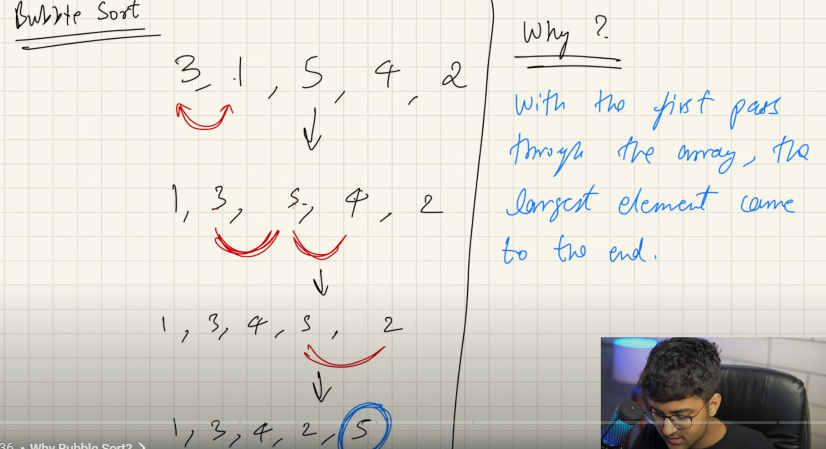 Bubble Sort
3, 1, 5, 4, 2
1, 3, 5, 4, 2
1, 3, 4, 5, 2
1, 3, 4, 2, 5
Why ?
With the first pass
through the array, the
largest element came
to the end.
36 • Why Bubble Sort? >